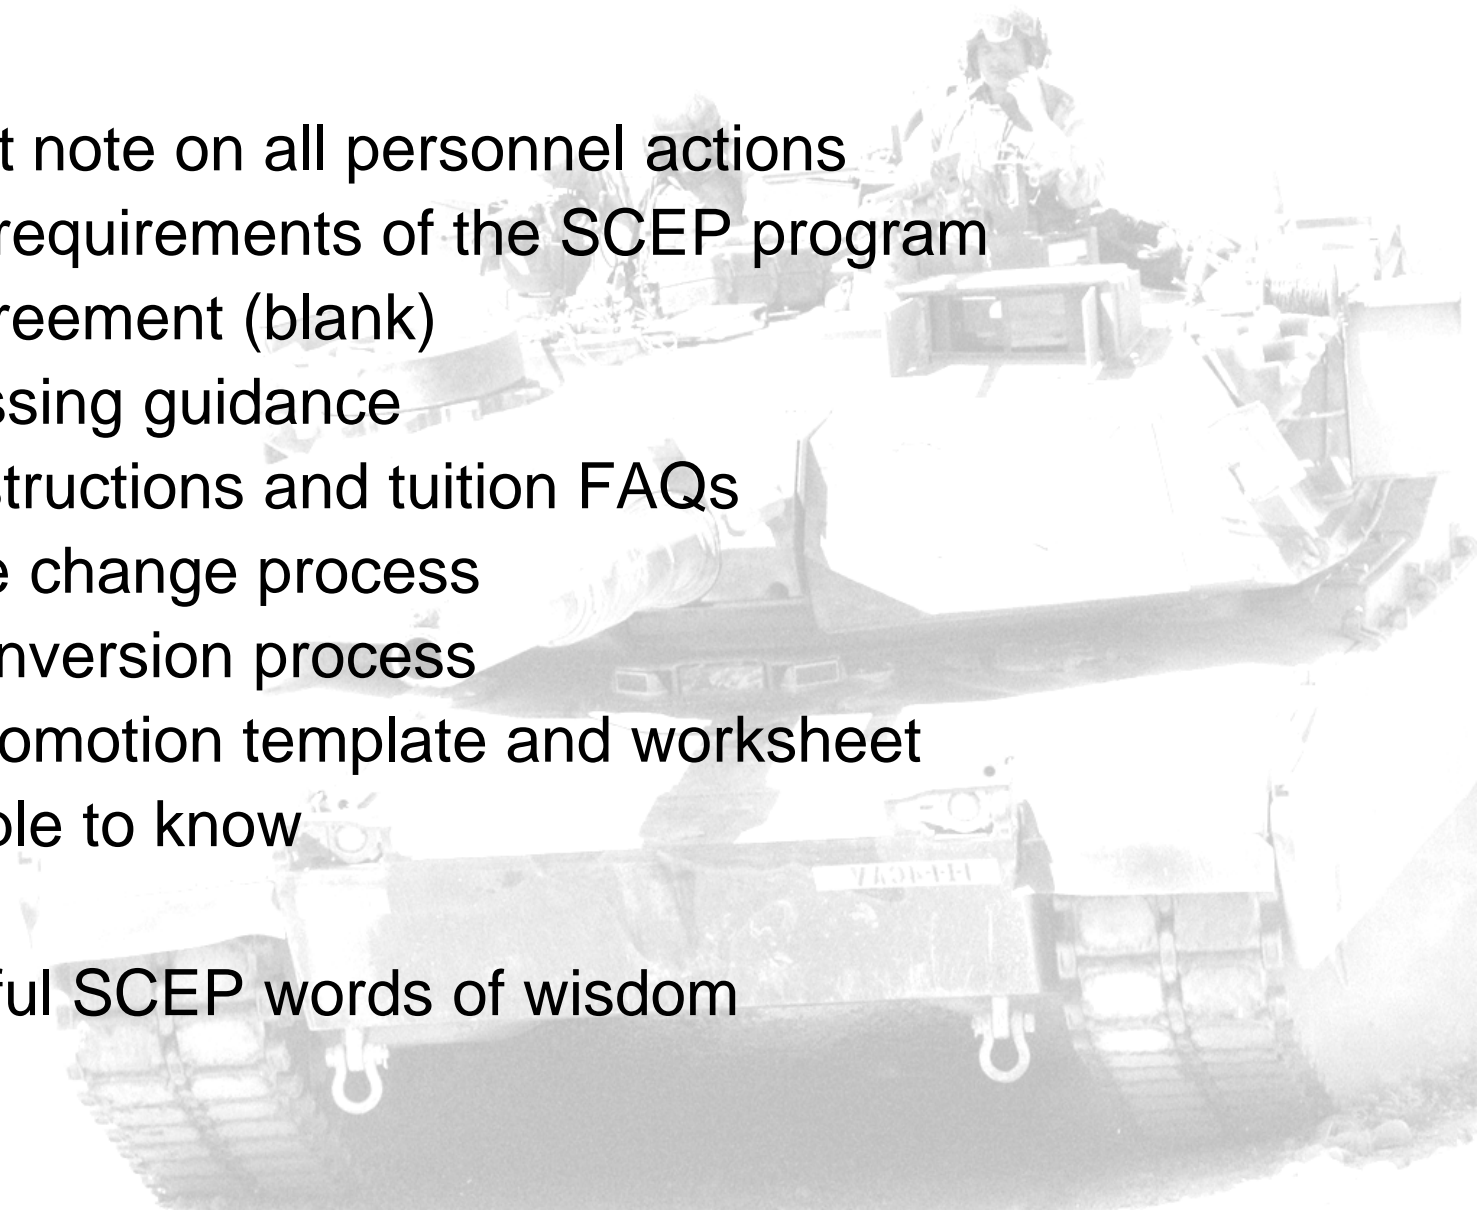 t note on all personnel actions
requirements of the SCEP program
reement (blank)
ssing guidance
structions and tuition FAQs
e change process
nversion process
omotion template and worksheet
ole to know
ful SCEP words of wisdom